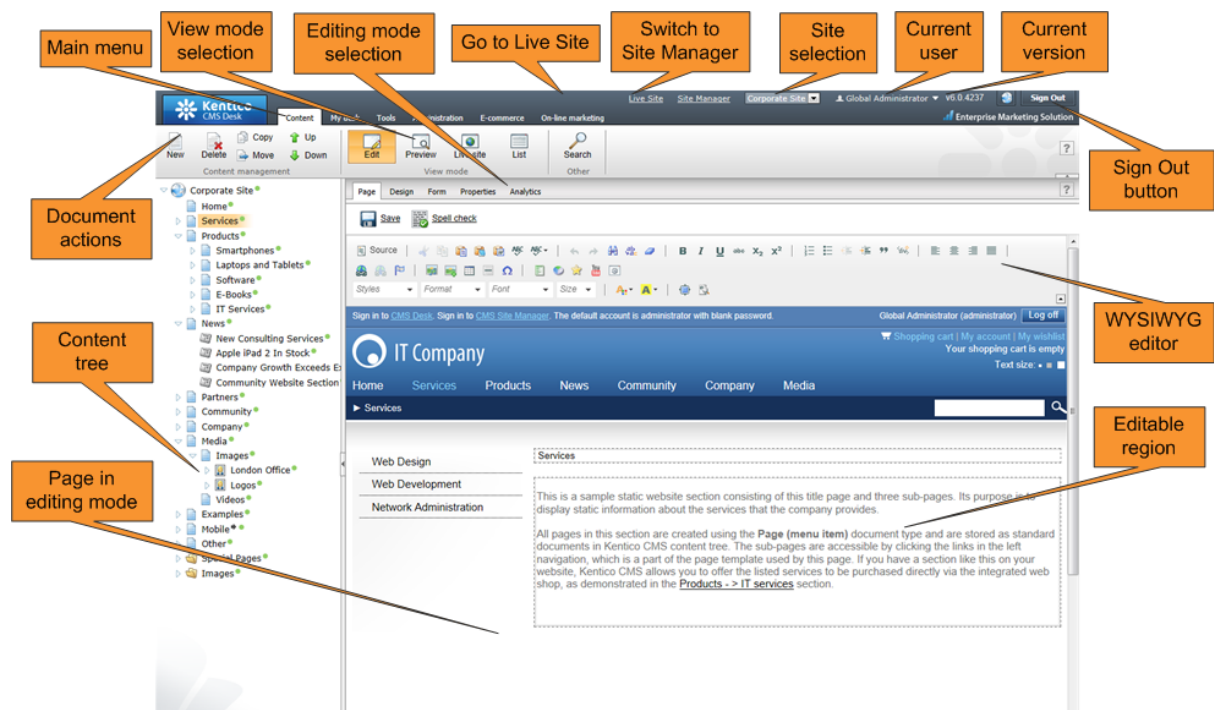 Main menu
View mode
selection
Editing mode
selection
Go to Live Site
Switch to
Site Manager
Site
selection
Current
user
Current
version
Live Site Site Manager Corporate Site Global Administrator v6.0.4237 Sign Out
Kentico
CMS Desk
Content My Desk Tools Administration E-commerce On-line marketing
Enterprise Marketing Solution
New Delete Copy Move Up Down
Content management
Edit Preview Live site List
View mode
Search
Other
?
Sign Out
button
Document
actions
Content
tree
Page in
editing mode
Corporate Site
Home
Services
Products
Smartphones
Laptops and Tablets
Software
E-Books
IT Services
News
New Consulting Services
Apple iPad 2 In Stock
Company Growth Exceeds E
Community Website Section
Partners
Community
Company
Media
Images
London Office
Logos
Videos
Examples
Mobile
Other
Special Pages
Images
Page Design Form Properties Analytics
?
Save Spell check
Source B I U abc X₂ X²
Styles Format Font Size
WYSIWYG
editor
Sign in to CMS Desk. Sign in to CMS Site Manager. The default account is administrator with blank password. Global Administrator (administrator) Log off
Shopping cart | My account | My wishlist
Your shopping cart is empty
Text size:
IT Company
Home Services Products News Community Company Media
Services
Editable
region
Web Design
Web Development
Network Administration
Services
This is a sample static website section consisting of this title page and three sub-pages. Its purpose is to
display static information about the services that the company provides.
All pages in this section are created using the Page (menu item) document type and are stored as standard
documents in Kentico CMS content tree. The sub-pages are accessible by clicking the links in the left
navigation, which is a part of the page template used by this page. If you have a section like this on your
website, Kentico CMS allows you to offer the listed services to be purchased directly via the integrated web
shop, as demonstrated in the Products - > IT services section.